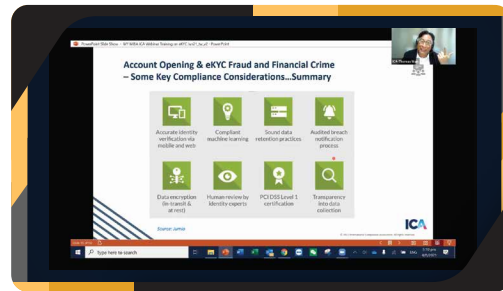 Account Opening & eKYC Fraud and Financial Crime
– Some Key Compliance Considerations...Summary
Accurate identity
verification via
mobile and web
Compliant
machine learning
Sound data
retention practices
Audited breach
notification
process
Data encryption
(in-transit &
at rest)
Human review by
identity experts
PCI DSS Level 1
certification
Transparency
into data
collection
Source: Jumio
ICA
Type here to search